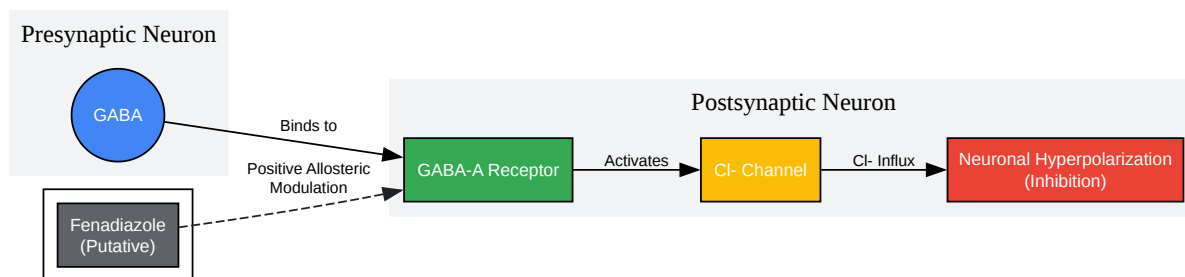 Presynaptic Neuron
GABA
Binds to
Positive Allosteric
Modulation
Fenadiazole
(Putative)
Postsynaptic Neuron
GABA-A Receptor
Activates
Cl- Channel
Cl- Influx
Neuronal Hyperpolarization
(Inhibition)